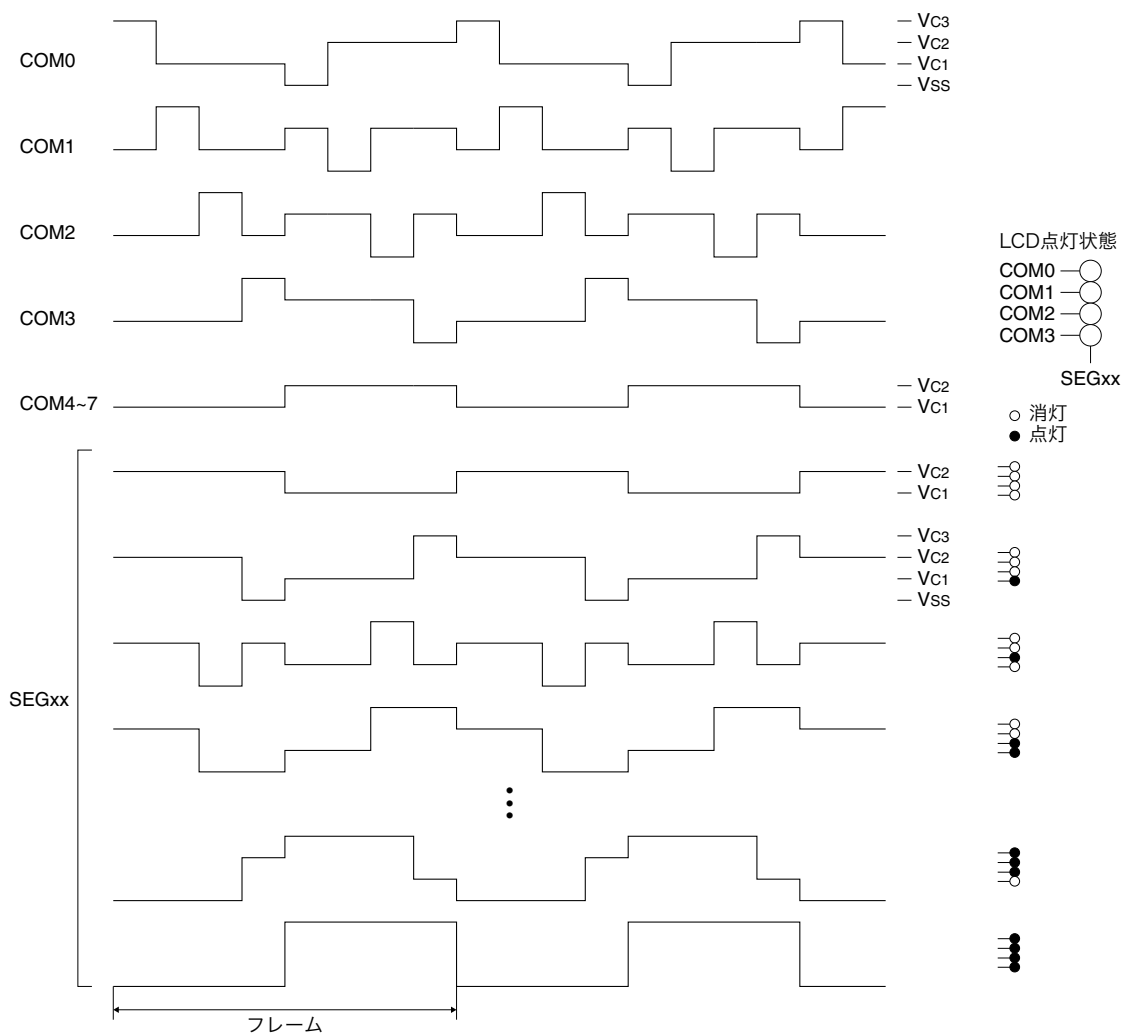 COM0
VC3
VC2
VC1
VSS
COM1
COM2
COM3
LCD点灯状態
COM0
COM1
COM2
COM3
SEGxx
COM4~7
VC2
VC1
消灯
点灯
SEGxx
VC2
VC1
VC3
VC2
VC1
VSS
フレーム